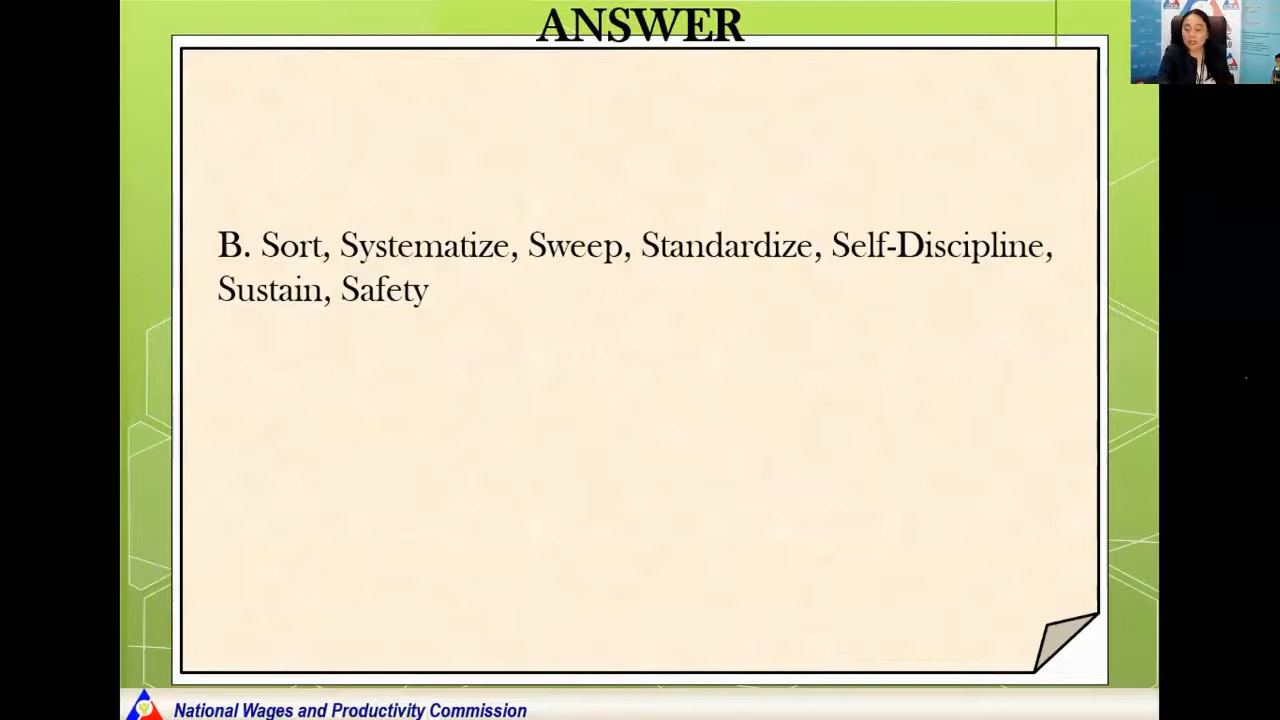 ANSWER
B. Sort, Systematize, Sweep, Standardize, Self-Discipline,
Sustain, Safety
National Wages and Productivity Commission